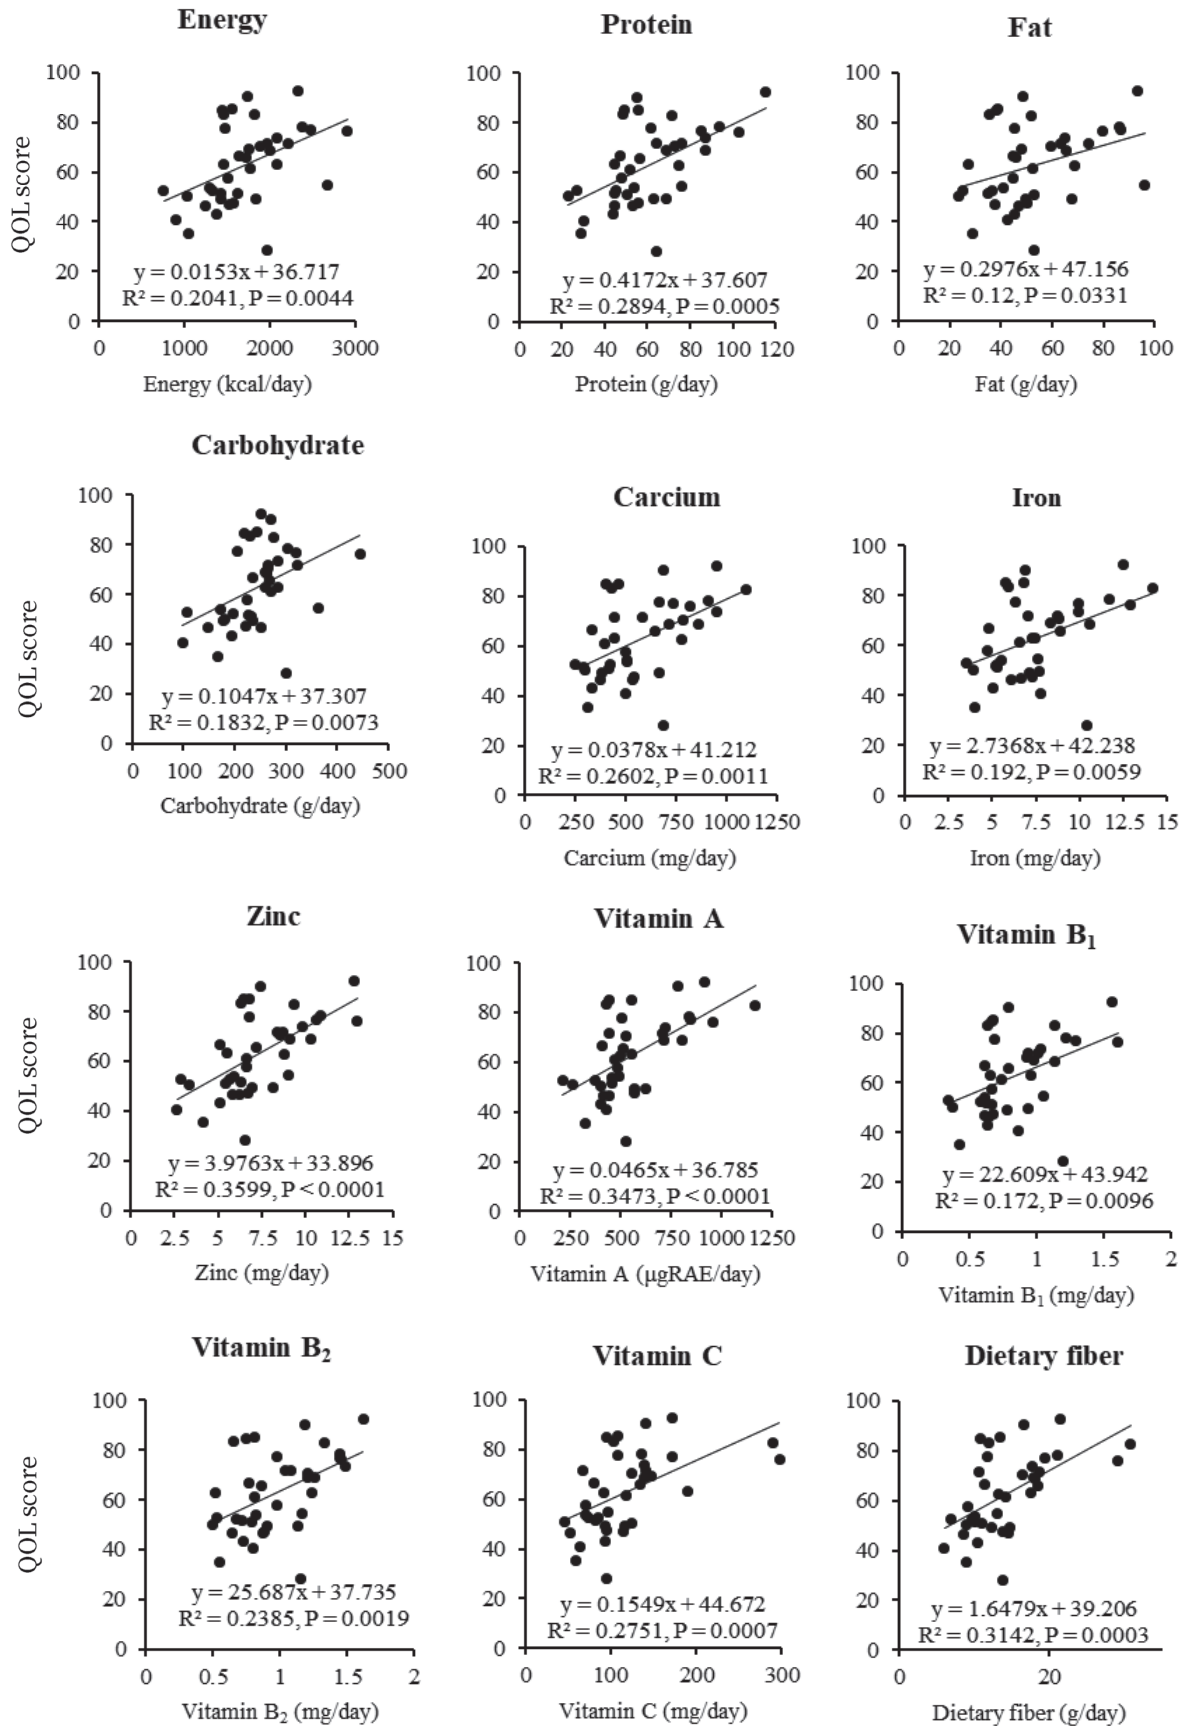 Energy
Protein
Fat
QOL score
100
80
60
40
20
0
y = 0.0153x + 36.717
R² = 0.2041, P = 0.0044
0 1000 2000 3000
Energy (kcal/day)
100
80
60
40
20
0
y = 0.4172x + 37.607
R² = 0.2894, P = 0.0005
0 20 40 60 80 100 120
Protein (g/day)
100
80
60
40
20
0
y = 0.2976x + 47.156
R² = 0.12, P = 0.0331
0 20 40 60 80 100
Fat (g/day)
Carbohydrate
Carcium
Iron
QOL score
100
80
60
40
20
0
y = 0.1047x + 37.307
R² = 0.1832, P = 0.0073
0 100 200 300 400 500
Carbohydrate (g/day)
100
80
60
40
20
0
y = 0.0378x + 41.212
R² = 0.2602, P = 0.0011
0 250 500 750 1000 1250
Carcium (mg/day)
100
80
60
40
20
0
y = 2.7368x + 42.238
R² = 0.192, P = 0.0059
0 2.5 5 7.5 10 12.5 15
Iron (mg/day)
Zinc
Vitamin A
Vitamin B₁
QOL score
100
80
60
40
20
0
y = 3.9763x + 33.896
R² = 0.3599, P < 0.0001
0 2.5 5 7.5 10 12.5 15
Zinc (mg/day)
100
80
60
40
20
0
y = 0.0465x + 36.785
R² = 0.3473, P < 0.0001
0 250 500 750 1000 1250
Vitamin A (μgRAE/day)
100
80
60
40
20
0
y = 22.609x + 43.942
R² = 0.172, P = 0.0096
0 0.5 1 1.5 2
Vitamin B₁ (mg/day)
Vitamin B₂
Vitamin C
Dietary fiber
QOL score
100
80
60
40
20
0
y = 25.687x + 37.735
R² = 0.2385, P = 0.0019
0 0.5 1 1.5 2
Vitamin B₂ (mg/day)
100
80
60
40
20
0
y = 0.1549x + 44.672
R² = 0.2751, P = 0.0007
0 100 200 300
Vitamin C (mg/day)
100
80
60
40
20
0
y = 1.6479x + 39.206
R² = 0.3142, P = 0.0003
0 20
Dietary fiber (g/day)